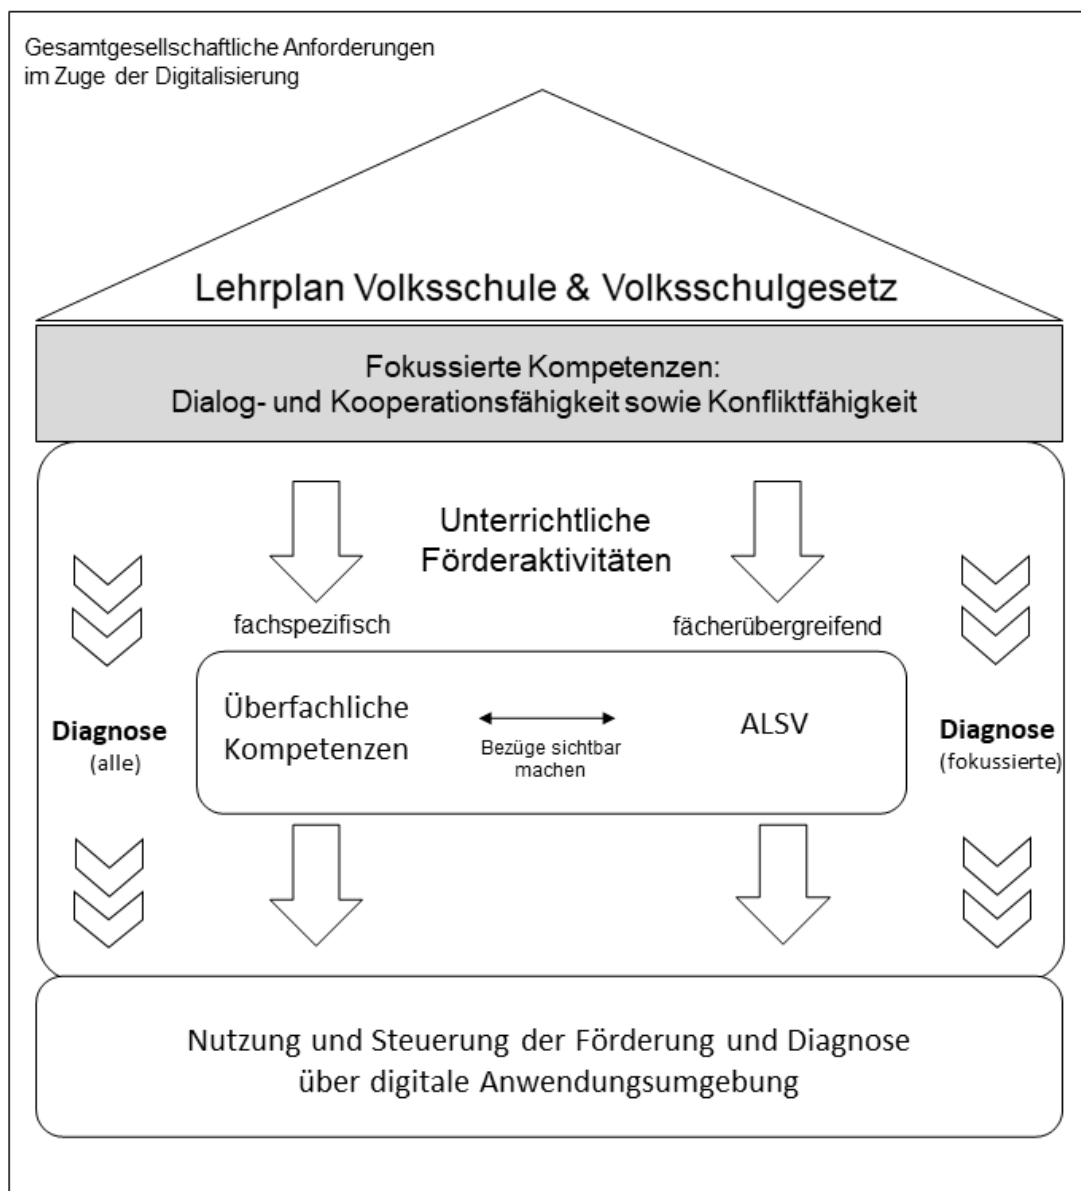 Gesamtgesellschaftliche Anforderungen
im Zuge der Digitalisierung
Lehrplan Volksschule & Volksschulgesetz
Fokussierte Kompetenzen:
Dialog- und Kooperationsfähigkeit sowie Konfliktfähigkeit
Unterrichtliche
Förderaktivitäten
fachspezifisch
fächerübergreifend
Diagnose
(alle)
Überfachliche
Kompetenzen
Bezüge sichtbar
machen
ALSV
Diagnose
(fokussierte)
Nutzung und Steuerung der Förderung und Diagnose
über digitale Anwendungsumgebung